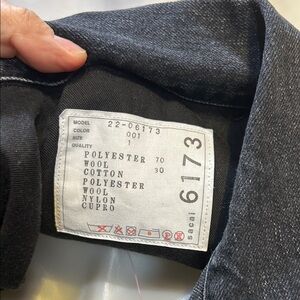 MODEL 22-06173
COLOR 001
SIZE 1
QUALITY
POLYESTER 70
WOOL 30
COTTON
POLYESTER
WOOL
NYLON
CUPRO
sacai 6173